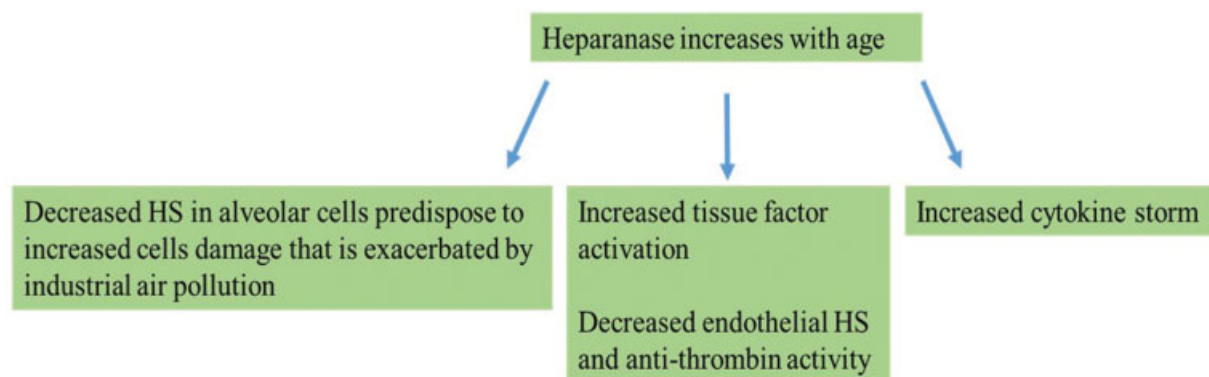 Heparanase increases with age
Decreased HS in alveolar cells predispose to
increased cells damage that is exacerbated by
industrial air pollution
Increased tissue factor
activation
Decreased endothelial HS
and anti-thrombin activity
Increased cytokine storm